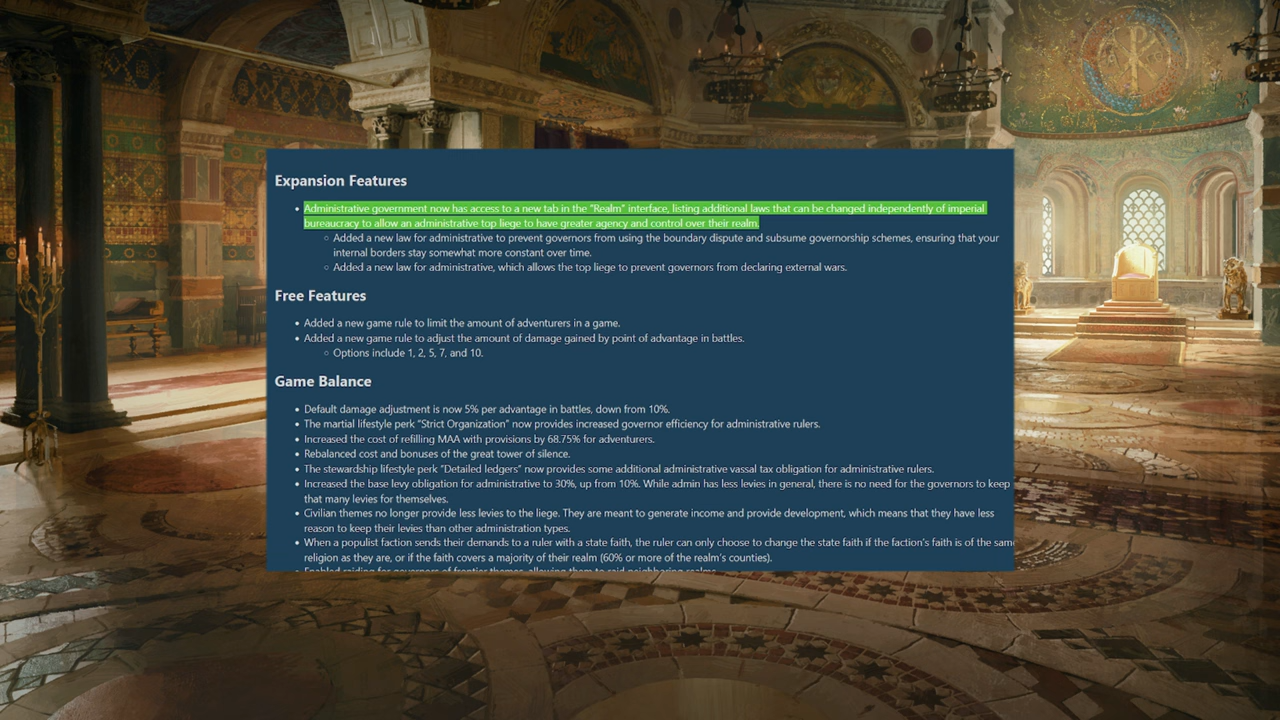 Expansion Features
• Administrative government now has access to a new tab in the "Realm" interface, listing additional laws that can be changed independently of imperial
bureaucracy to allow an administrative top liege to have greater agency and control over their realm.
◦ Added a new law for administrative to prevent governors from using the boundary dispute and subsume governorship schemes, ensuring that your
internal borders stay somewhat more constant over time.
◦ Added a new law for administrative, which allows the top liege to prevent governors from declaring external wars.
Free Features
• Added a new game rule to limit the amount of adventurers in a game.
• Added a new game rule to adjust the amount of damage gained by point of advantage in battles.
◦ Options include 1, 2, 5, 7, and 10.
Game Balance
• Default damage adjustment is now 5% per advantage in battles, down from 10%.
• The martial lifestyle perk "Strict Organization" now provides increased governor efficiency for administrative rulers.
• Increased the cost of refilling MAA with provisions by 68.75% for adventurers.
• Rebalanced cost and bonuses of the great tower of silence.
• The stewardship lifestyle perk "Detailed ledgers" now provides some additional administrative vassal tax obligation for administrative rulers.
• Increased the base levy obligation for administrative to 30%, up from 10%. While admin has less levies in general, there is no need for the governors to keep
that many levies for themselves.
• Civilian themes no longer provide less levies to the liege. They are meant to generate income and provide development, which means that they have less
reason to keep their levies than other administration types.
• When a populist faction sends their demands to a ruler with a state faith, the ruler can only choose to change the state faith if the faction's faith is of the same
religion as they are, or if the faith covers a majority of their realm (60% or more of the realm's counties).
• Enabled raiding for governors of frontier themes, allowing them to raid neighboring realms.